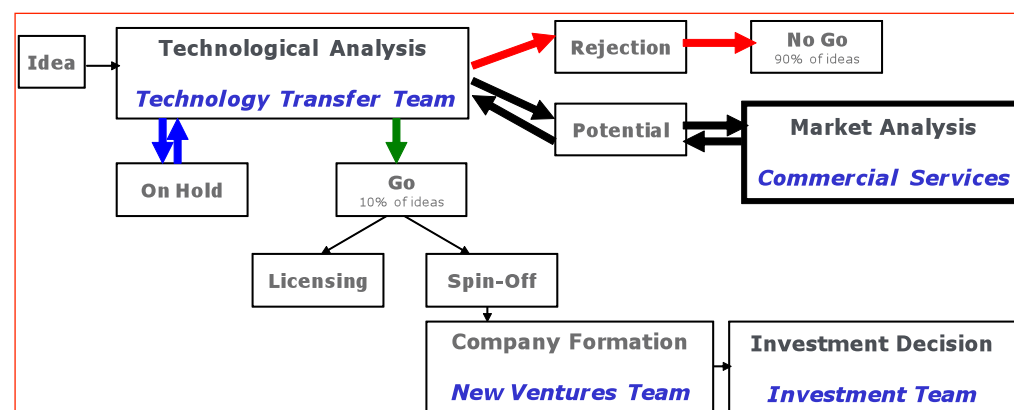 Idea
Technological Analysis
Technology Transfer Team
Rejection
No Go
90% of ideas
Potential
Market Analysis
Commercial Services
On Hold
Go
10% of ideas
Licensing
Spin-Off
Company Formation
New Ventures Team
Investment Decision
Investment Team